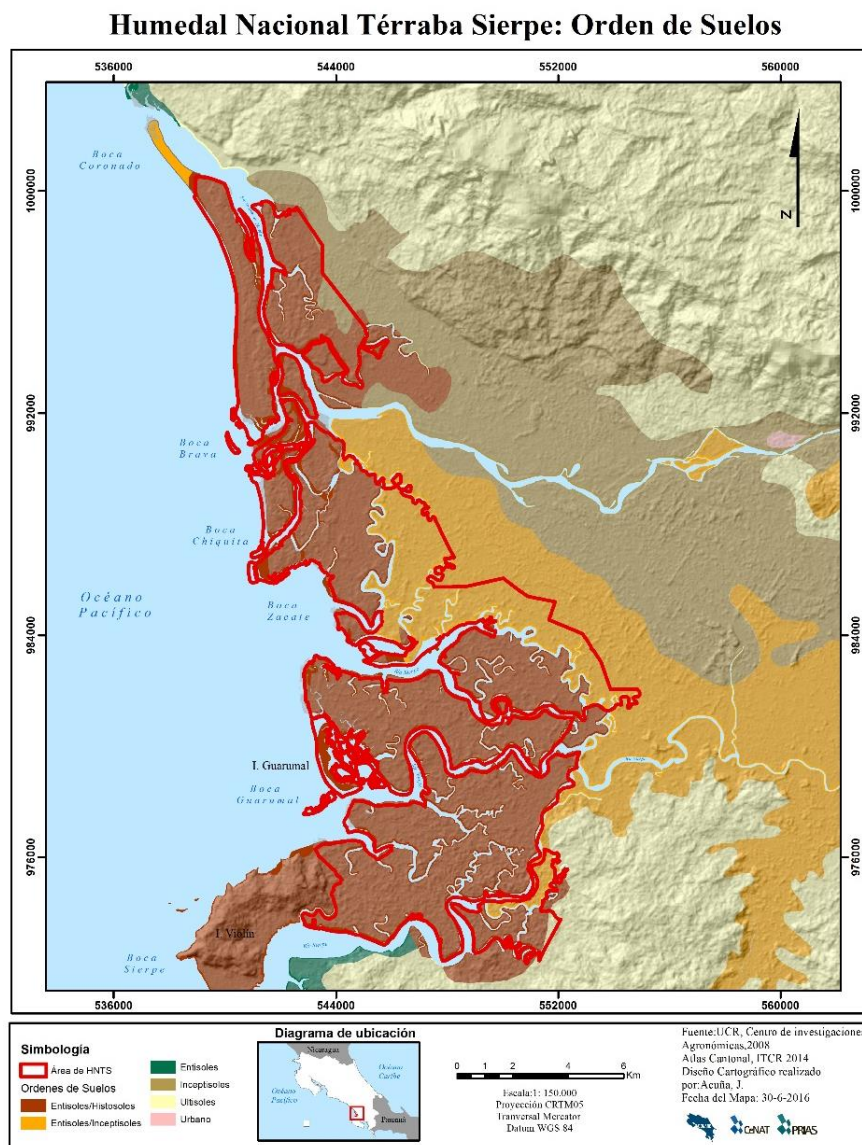 Humedal Nacional Térraba Sierpe: Orden de Suelos
536000 544000 552000 560000
1000000
992000
984000
976000
Boca
Coronado
Boca
Brava
Boca
Chiquita
Océano
Pacífico
Boca
Zacate
I. Guarumal
Boca
Guarumal
I. Violín
Boca
Sierpe
Río Sierpe
N
1000000
992000
984000
976000
536000 544000 552000 560000
Simbología
Área de HNTS
Ordenes de Suelos
Entisoles/Histosoles
Entisoles/Inceptisoles
Entisoles
Inceptisoles
Ultisoles
Urbano
Diagrama de ubicación
Nicaragua
Océano
Caribe
Océano
Pacífico
Panamá
0 1 2 4 6
Km
Escala:1: 150.000
Proyección CRTM05
Tranversal Mercator
Datum WGS 84
Fuente:UCR, Centro de investigaciones
Agronómicas,2008
Atlas Cantonal, ITCR 2014
Diseño Cartográfico realizado
por:Acuña, J.
Fecha del Mapa: 30-6-2016
CeNAT
PRIAS